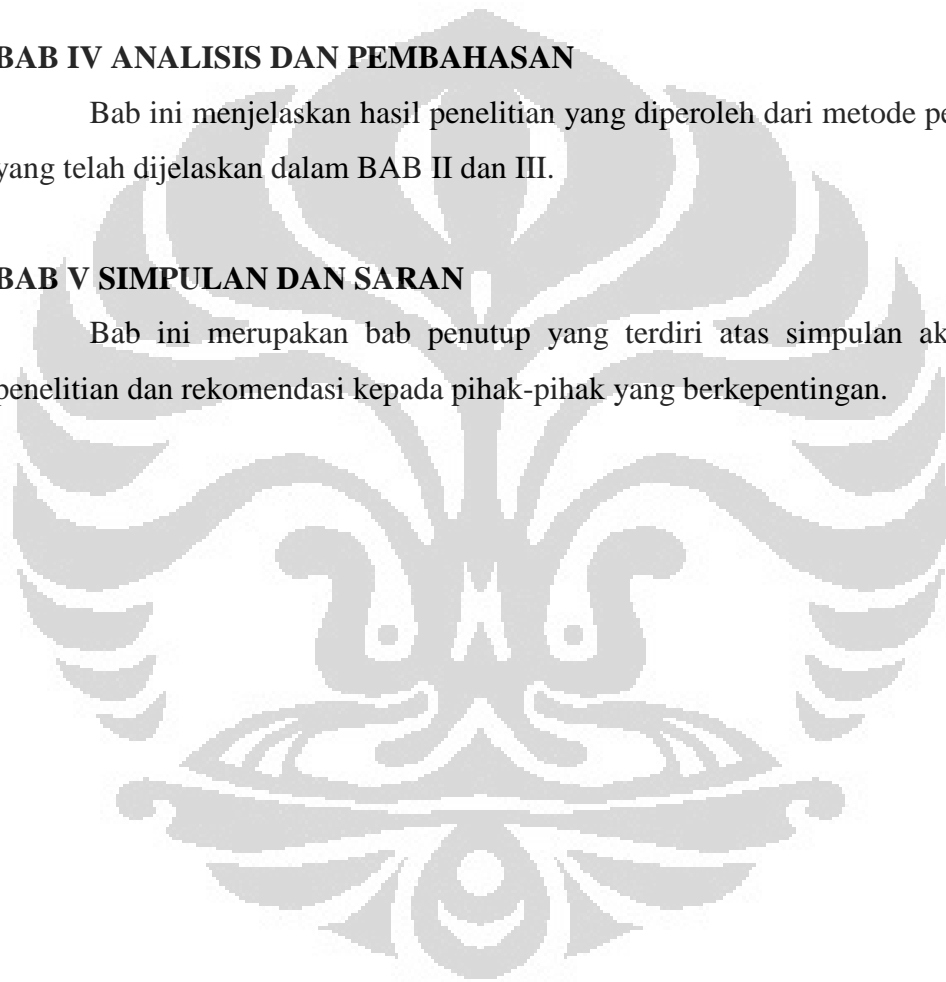 BAB IV ANALISIS DAN PEMBAHASAN
Bab ini menjelaskan hasil penelitian yang diperoleh dari metode pe
yang telah dijelaskan dalam BAB II dan III.
BAB V SIMPULAN DAN SARAN
Bab ini merupakan bab penutup yang terdiri atas simpulan ak
penelitian dan rekomendasi kepada pihak-pihak yang berkepentingan.